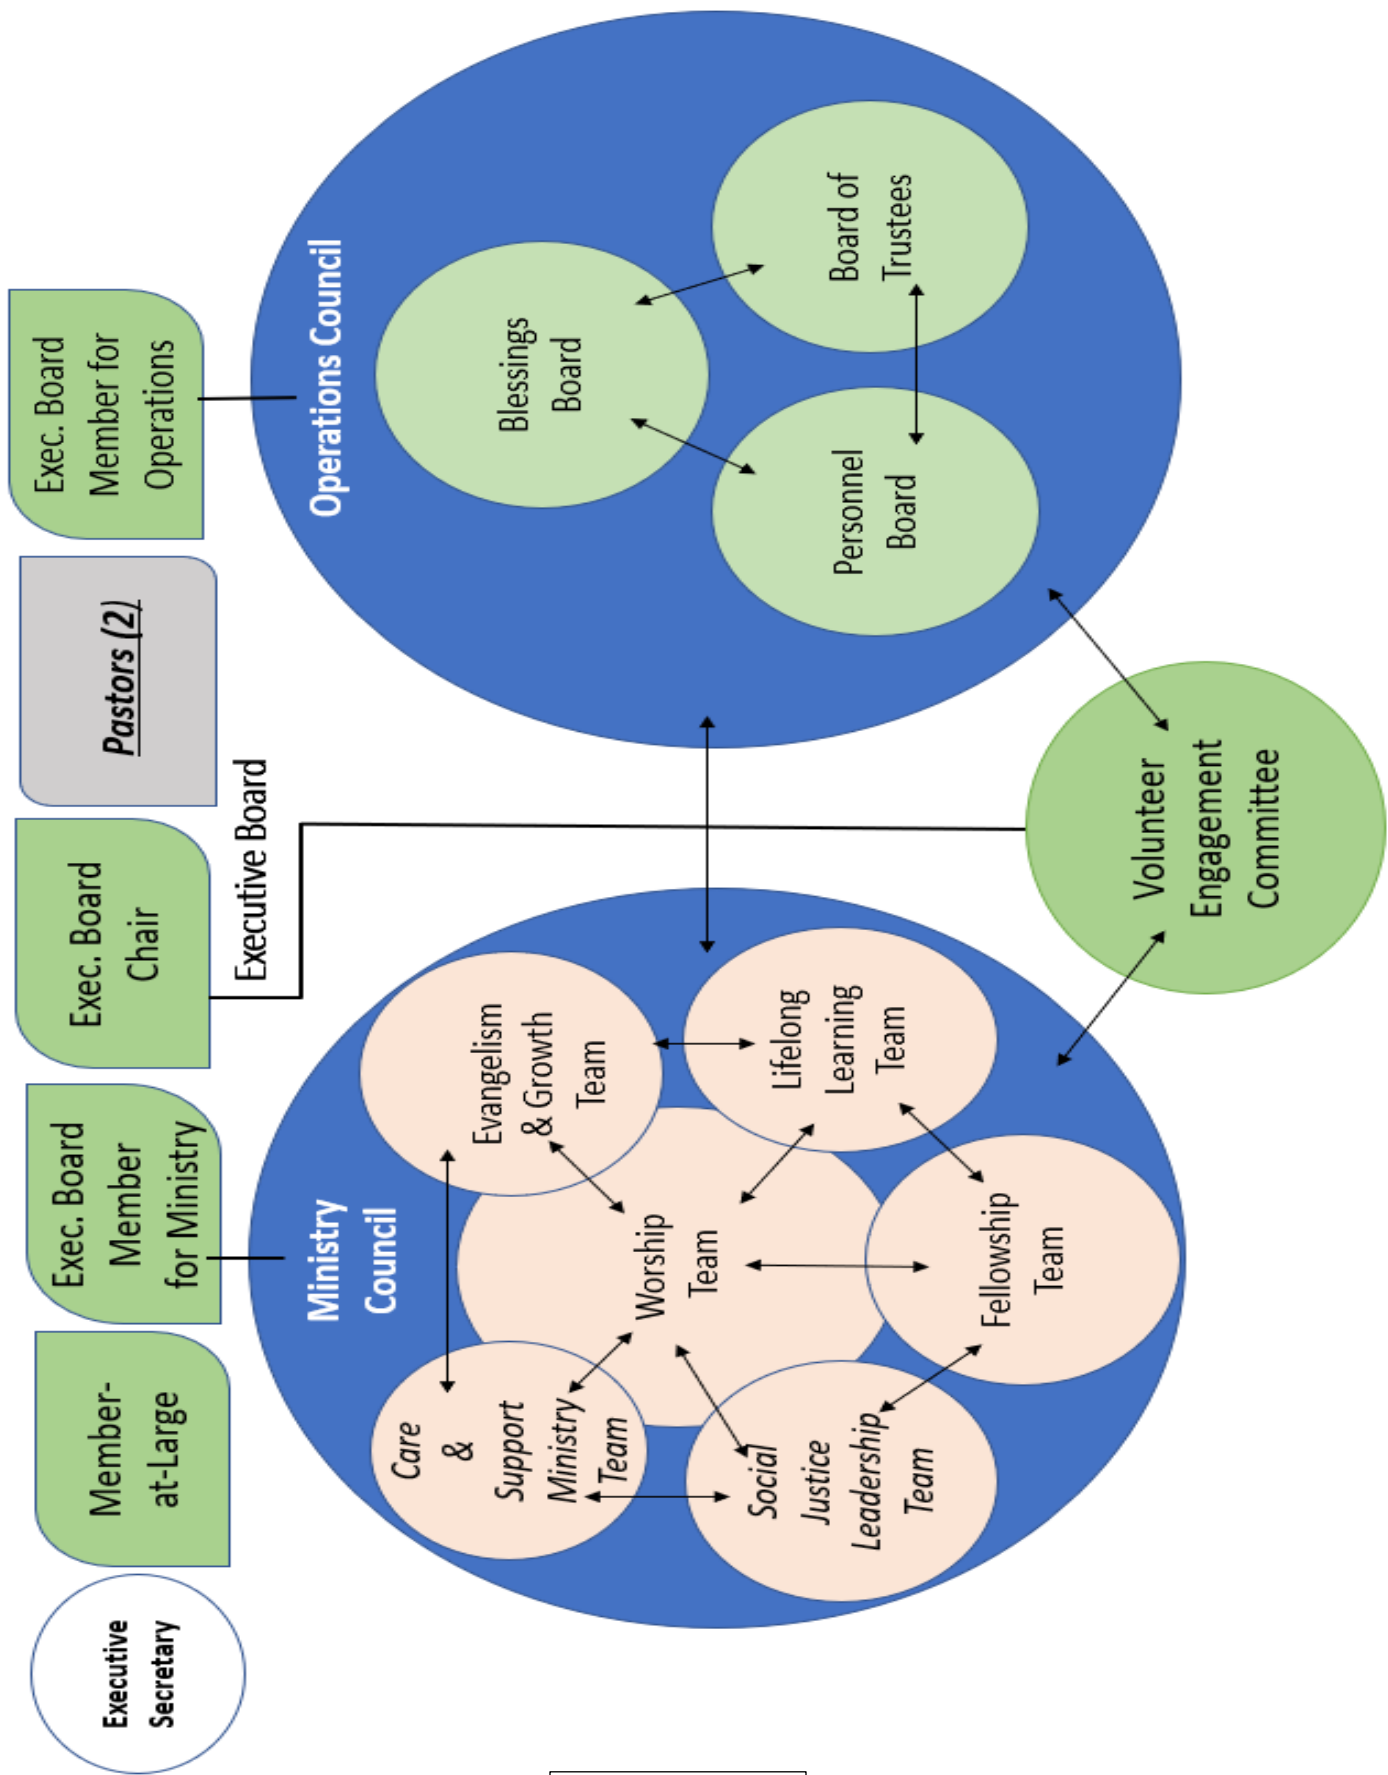 Executive
Secretary
Member-
at-Large
Exec. Board
Member
for Ministry
Exec. Board
Chair
Pastors (2)
Exec. Board
Member for
Operations
Executive Board
Ministry
Council
Care
&
Support
Ministry
Team
Evangelism
& Growth
Team
Worship
Team
Social
Justice
Leadership
Team
Lifelong
Learning
Team
Fellowship
Team
Operations Council
Blessings
Board
Personnel
Board
Board of
Trustees
Volunteer
Engagement
Committee